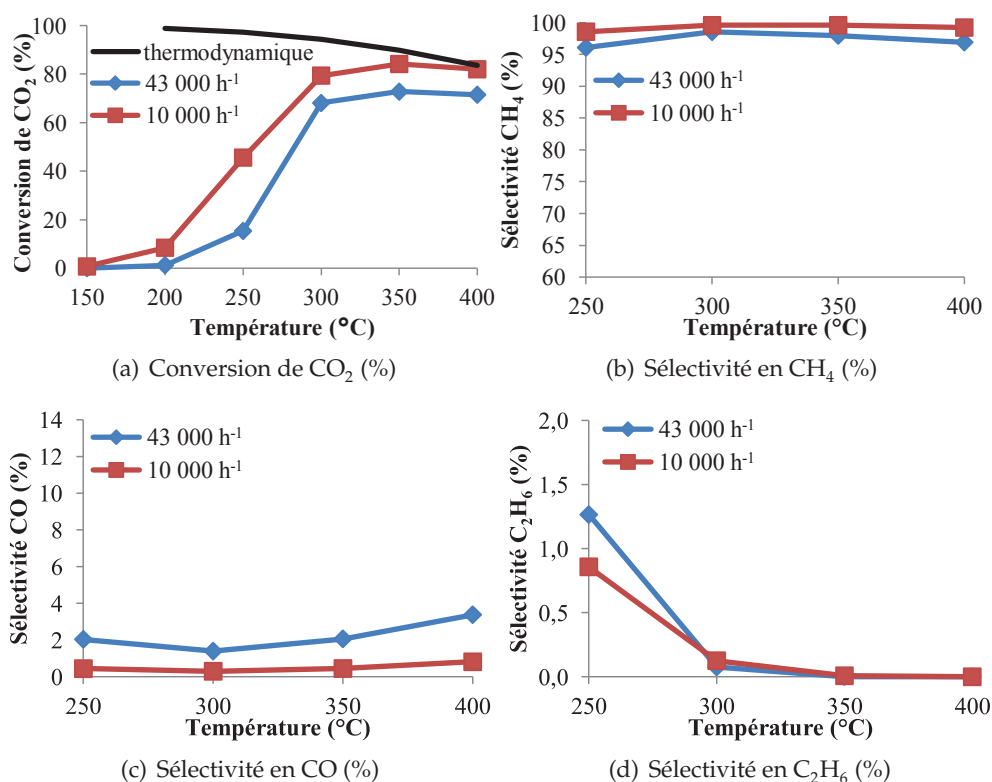 Conversion de CO2 (%)
100
80
60
40
20
0
thermodynamique
43 000 h-1
10 000 h-1
150 200 250 300 350 400
Température (°C)
(a) Conversion de CO2 (%)
Sélectivité CH4 (%)
100
95
90
85
80
75
70
65
60
43 000 h-1
10 000 h-1
250 300 350 400
Température (°C)
(b) Sélectivité en CH4 (%)
Sélectivité CO (%)
14
12
10
8
6
4
2
0
43 000 h-1
10 000 h-1
250 300 350 400
Température (°C)
(c) Sélectivité en CO (%)
Sélectivité C2H6 (%)
2,0
1,5
1,0
0,5
0,0
43 000 h-1
10 000 h-1
250 300 350 400
Température (°C)
(d) Sélectivité en C2H6 (%)